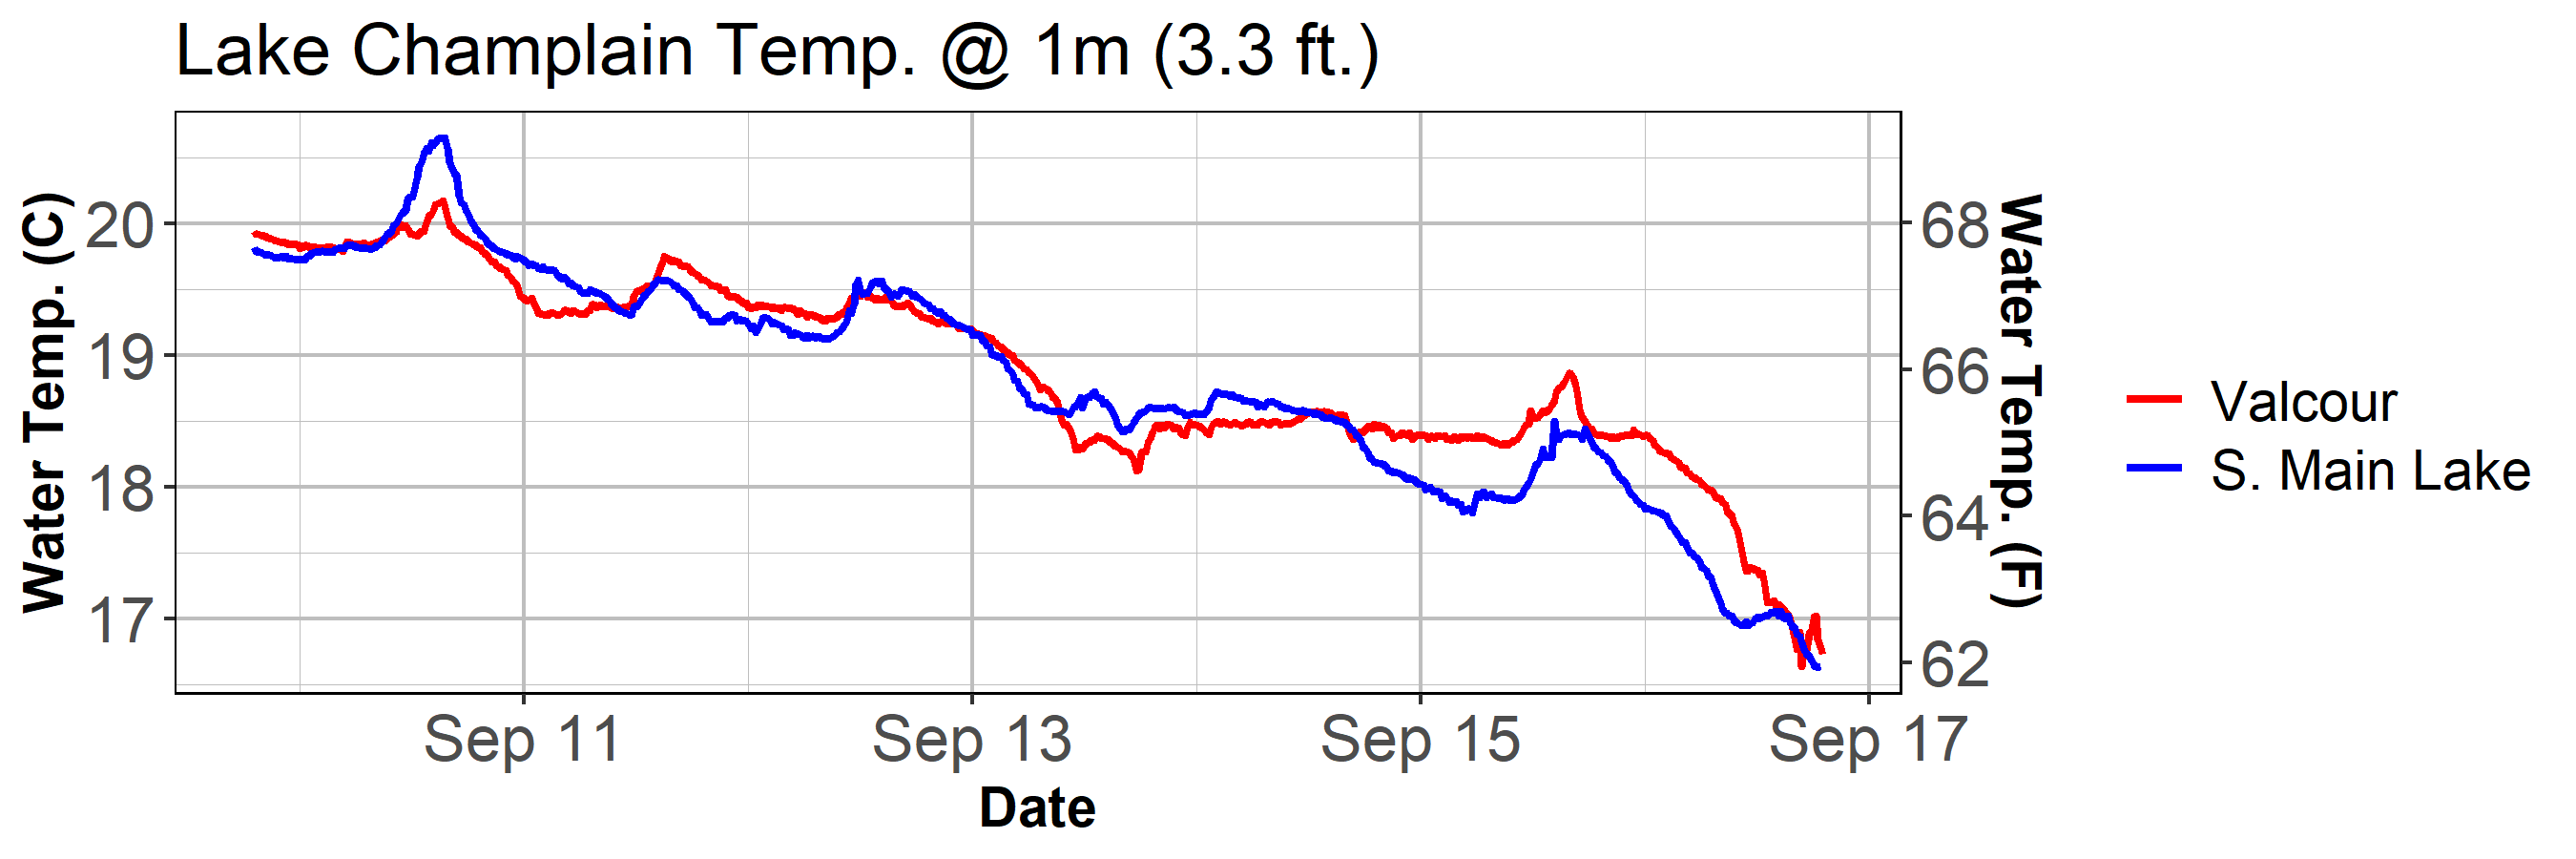 Lake Champlain Temp. @ 1m (3.3 ft.)
Water Temp. (C)
20
19
18
17
68
66
64
62
Water Temp. (F)
Sep 11
Sep 13
Sep 15
Sep 17
Date
Valcour
S. Main Lake